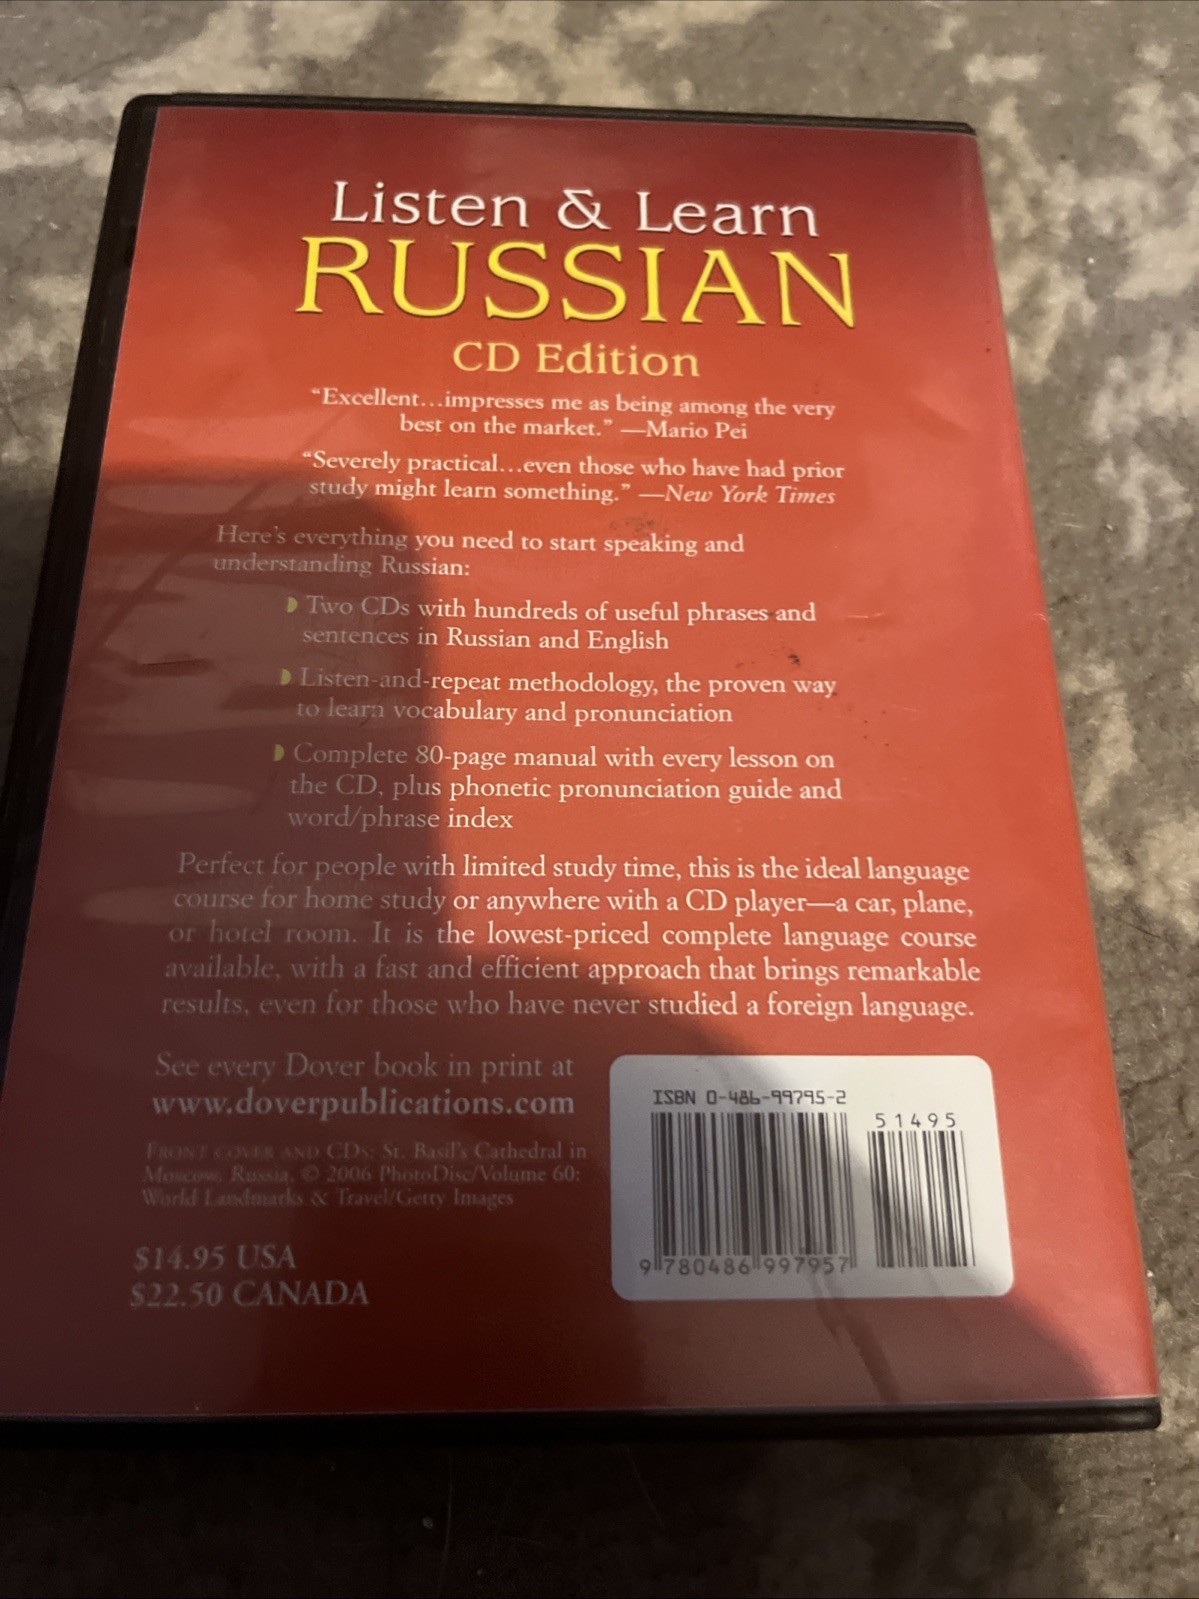 Listen & Learn
RUSSIAN
CD Edition
“Excellent…impresses me as being among the very
best on the market.” —Mario Pei
“Severely practical…even those who have had prior
study might learn something.” —New York Times
Here’s everything you need to start speaking and
understanding Russian:
◗ Two CDs with hundreds of useful phrases and
sentences in Russian and English
◗ Listen-and-repeat methodology, the proven way
to learn vocabulary and pronunciation
◗ Complete 80-page manual with every lesson on
the CD, plus phonetic pronunciation guide and
word/phrase index
Perfect for people with limited study time, this is the ideal language
course for home study or anywhere with a CD player—a car, plane,
or hotel room. It is the lowest-priced complete language course
available, with a fast and efficient approach that brings remarkable
results, even for those who have never studied a foreign language.
See every Dover book in print at
www.doverpublications.com
FRONT COVER AND CDS: St. Basil’s Cathedral in
Moscow, Russia, © 2006 PhotoDisc/Volume 60:
World Landmarks & Travel/Getty Images
$14.95 USA
$22.50 CANADA
ISBN 0-486-99795-2
51495
9 780486 997957